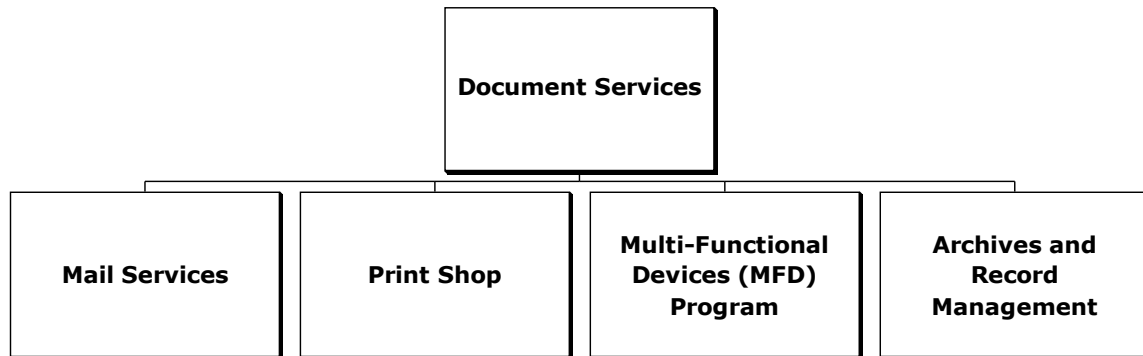 Document Services
Mail Services
Print Shop
Multi-Functional
Devices (MFD)
Program
Archives and
Record
Management